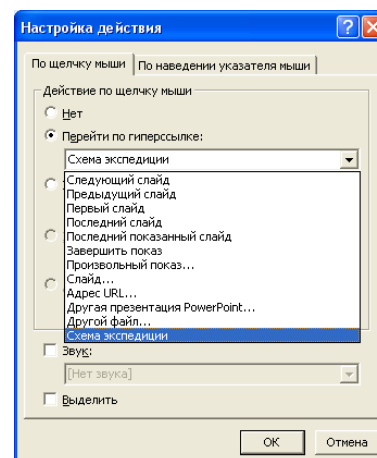 Настройка действия
По щелчку мыши По наведении указателя мыши
Действие по щелчку мыши
Нет
Перейти по гиперссылке:
Схема экспедиции
Следующий слайд
Предыдущий слайд
Первый слайд
Последний слайд
Последний показанный слайд
Завершить показ
Произвольный показ...
Слайд...
Адрес URL...
Другая презентация PowerPoint...
Другой файл...
Схема экспедиции
Звук:
[Нет звука]
Выделить
ОК Отмена